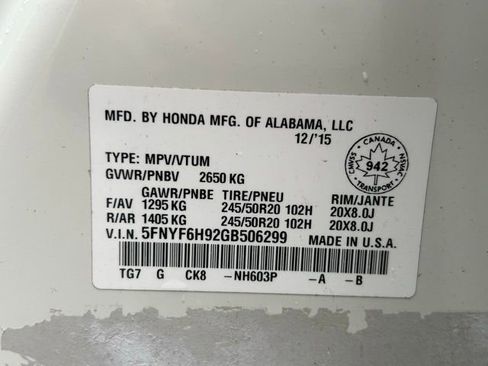 MFD. BY HONDA MFG. OF ALABAMA, LLC
12/'15
CANADA
CMVSS 942 NSVAC
TRANSPORT
TYPE: MPV/VTUM
GVWR/PNBV 2650 KG
GAWR/PNBE TIRE/PNEU RIM/JANTE
F/AV 1295 KG 245/50R20 102H 20X8.0J
R/AR 1405 KG 245/50R20 102H 20X8.0J
V.I.N. 5FNYF6H92GB506299 MADE IN U.S.A.
TG7 G CK8 -NH603P -A -B